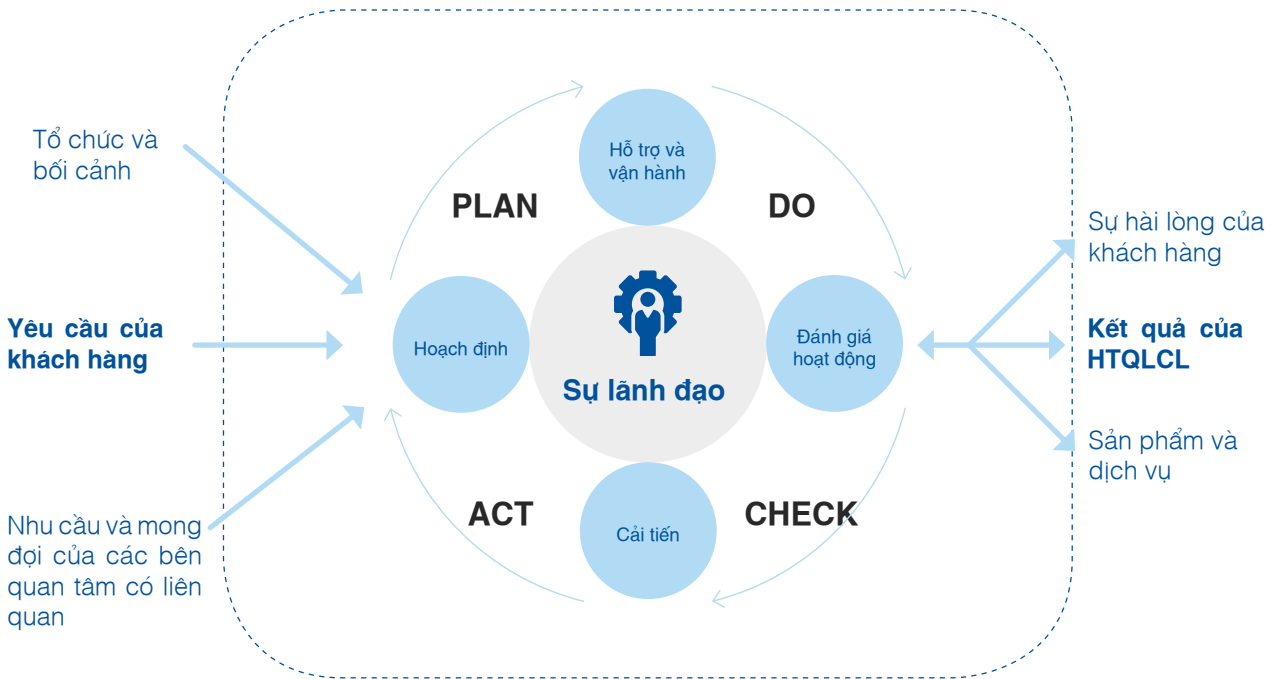 Tổ chức và
bối cảnh
Yêu cầu của
khách hàng
Nhu cầu và mong
đợi của các bên
quan tâm có liên
quan
PLAN
Hỗ trợ và
vận hành
DO
Hoạch định
Sự lãnh đạo
Đánh giá
hoạt động
ACT
Cải tiến
CHECK
Sự hài lòng của
khách hàng
Kết quả của
HTQLCL
Sản phẩm và
dịch vụ